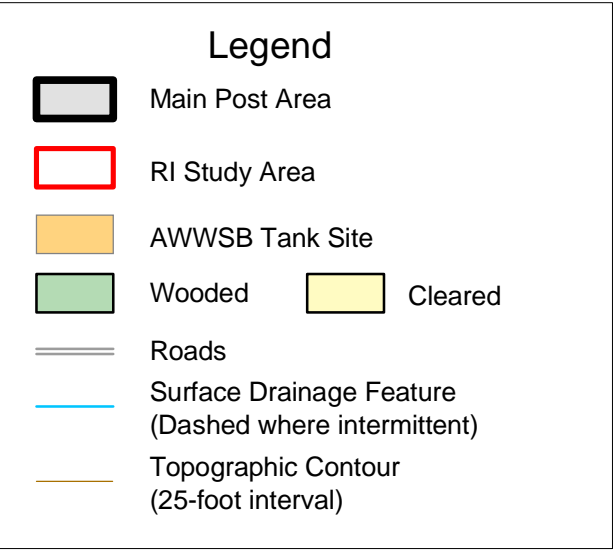 Legend
Main Post Area
RI Study Area
AWWSB Tank Site
Wooded
Cleared
Roads
Surface Drainage Feature
(Dashed where intermittent)
Topographic Contour
(25-foot interval)